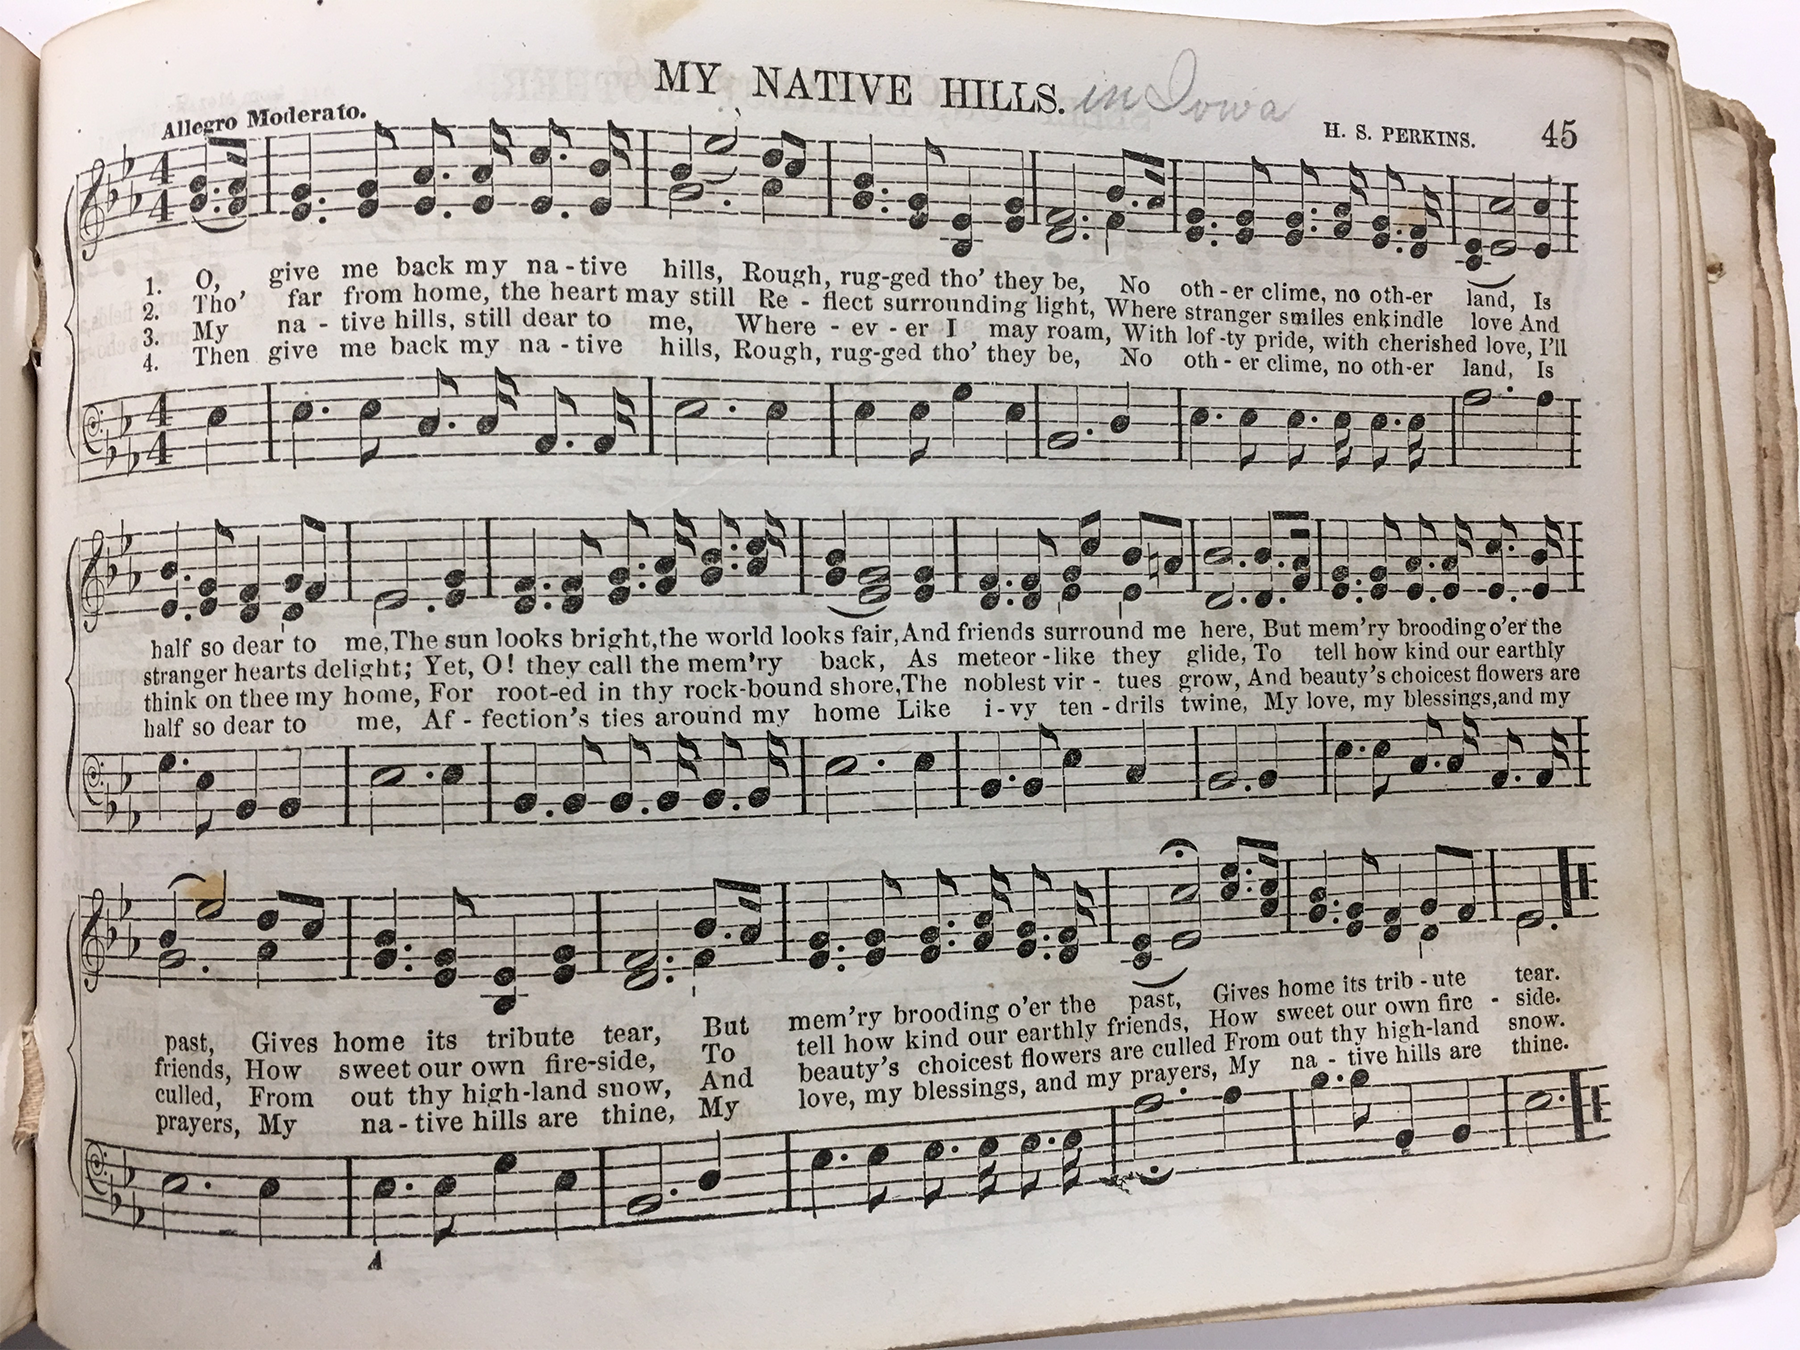 MY NATIVE HILLS. in Iowa
Allegro Moderato.
H. S. PERKINS. 45
1. O, give me back my na - tive hills, Rough, rug-ged tho' they be, No oth - er clime, no oth-er land, Is
2. Tho' far from home, the heart may still Re - flect surrounding light, Where stranger smiles enkindle love And
3. My na - tive hills, still dear to me, Where - ev - er I may roam, With lof -ty pride, with cherished love, I'll
4. Then give me back my na - tive hills, Rough, rug-ged tho' they be, No oth - er clime, no oth-er land, Is
half so dear to me, The sun looks bright, the world looks fair, And friends surround me here, But mem'ry brooding o'er the
stranger hearts delight; Yet, O! they call the mem'ry back, As meteor -like they glide, To tell how kind our earthly
think on thee my home, For root-ed in thy rock-bound shore, The noblest vir - tues grow, And beauty's choicest flowers are
half so dear to me, Af - fection's ties around my home Like i-vy ten - drils twine, My love, my blessings, and my
past, Gives home its tribute tear, But mem'ry brooding o'er the past, Gives home its trib - ute tear.
friends, How sweet our own fire-side, To tell how kind our earthly friends, How sweet our own fire - side.
culled, From out thy high-land snow, And beauty's choicest flowers are culled From out thy high-land snow.
prayers, My na - tive hills are thine, My love, my blessings, and my prayers, My na - tive hills are thine.